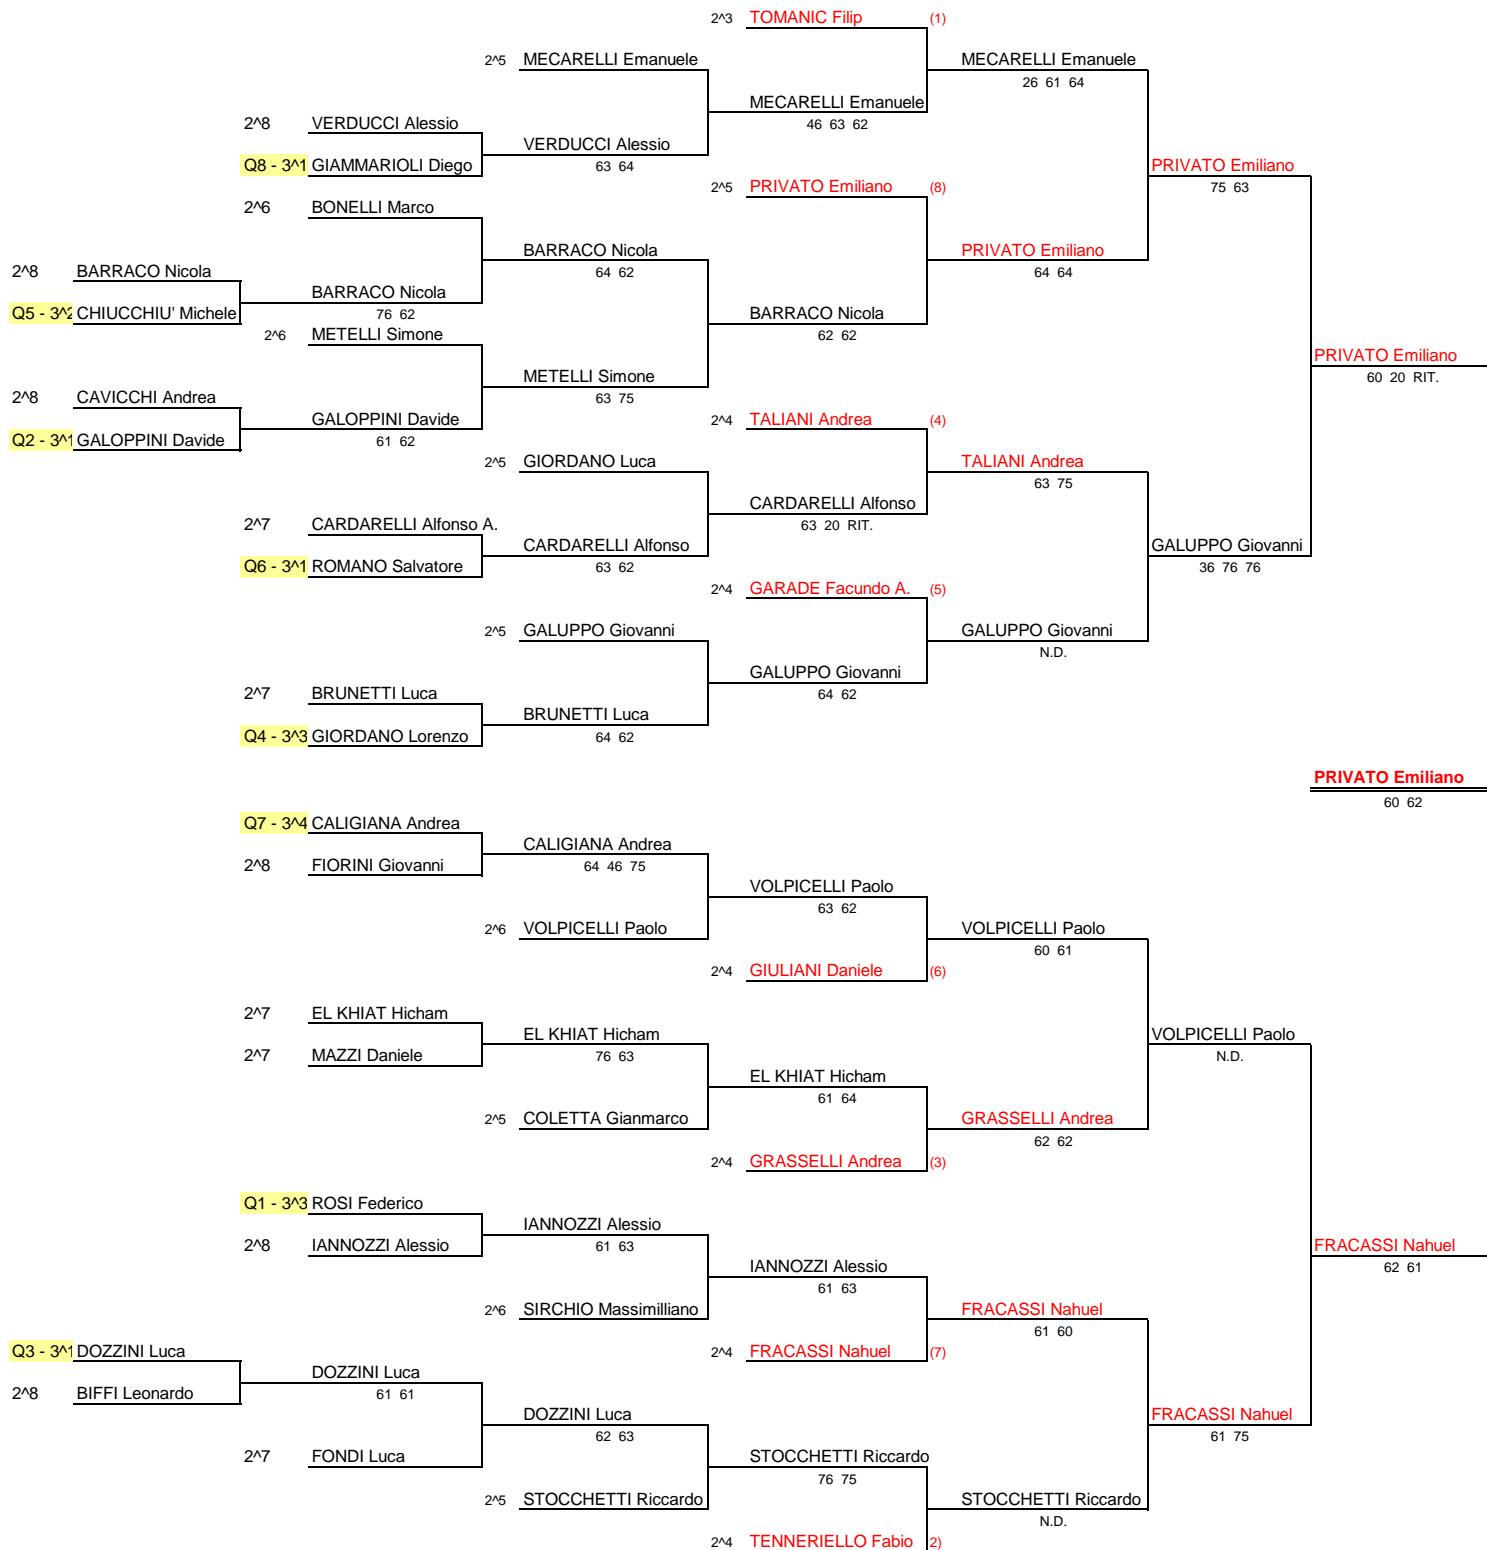 2^3 TOMANIC Filip (1)
2^5 MECARELLI Emanuele MECARELLI Emanuele
26 61 64
MECARELLI Emanuele
2^8 VERDUCCI Alessio 46 63 62
VERDUCCI Alessio
Q8 - 3^1 GIAMMARIOLI Diego 63 64 PRIVATO Emiliano
2^5 PRIVATO Emiliano (8) 75 63
2^6 BONELLI Marco
BARRACO Nicola PRIVATO Emiliano
2^8 BARRACO Nicola 64 62 64 64
BARRACO Nicola
Q5 - 3^2 CHIUCCHIU' Michele 76 62 BARRACO Nicola
2^6 METELLI Simone 62 62
PRIVATO Emiliano
METELLI Simone 60 20 RIT.
2^8 CAVICCHI Andrea 63 75
GALOPPINI Davide 2^4 TALIANI Andrea (4)
Q2 - 3^1 GALOPPINI Davide 61 62
2^5 GIORDANO Luca TALIANI Andrea
63 75
CARDARELLI Alfonso
2^7 CARDARELLI Alfonso A. 63 20 RIT.
CARDARELLI Alfonso GALUPPO Giovanni
Q6 - 3^1 ROMANO Salvatore 63 62 36 76 76
2^4 GARADE Facundo A. (5)
2^5 GALUPPO Giovanni GALUPPO Giovanni
N.D.
GALUPPO Giovanni
2^7 BRUNETTI Luca 64 62
BRUNETTI Luca
Q4 - 3^3 GIORDANO Lorenzo 64 62
PRIVATO Emiliano
60 62
Q7 - 3^4 CALIGIANA Andrea
CALIGIANA Andrea
2^8 FIORINI Giovanni 64 46 75
VOLPICELLI Paolo
63 62
2^6 VOLPICELLI Paolo VOLPICELLI Paolo
60 61
2^4 GIULIANI Daniele (6)
2^7 EL KHIAT Hicham
EL KHIAT Hicham VOLPICELLI Paolo
2^7 MAZZI Daniele 76 63 N.D.
EL KHIAT Hicham
61 64
2^5 COLETTA Gianmarco GRASSELLI Andrea
62 62
2^4 GRASSELLI Andrea (3)
Q1 - 3^3 ROSI Federico
IANNOZZI Alessio
2^8 IANNOZZI Alessio 61 63 FRACASSI Nahuel
IANNOZZI Alessio 62 61
61 63
2^6 SIRCHIO Massimilliano FRACASSI Nahuel
61 60
Q3 - 3^1 DOZZINI Luca 2^4 FRACASSI Nahuel (7)
DOZZINI Luca
2^8 BIFFI Leonardo 61 61
DOZZINI Luca FRACASSI Nahuel
62 63 61 75
2^7 FONDI Luca STOCCHETTI Riccardo
76 75
2^5 STOCCHETTI Riccardo STOCCHETTI Riccardo
N.D.
2^4 TENNERIELLO Fabio 2)